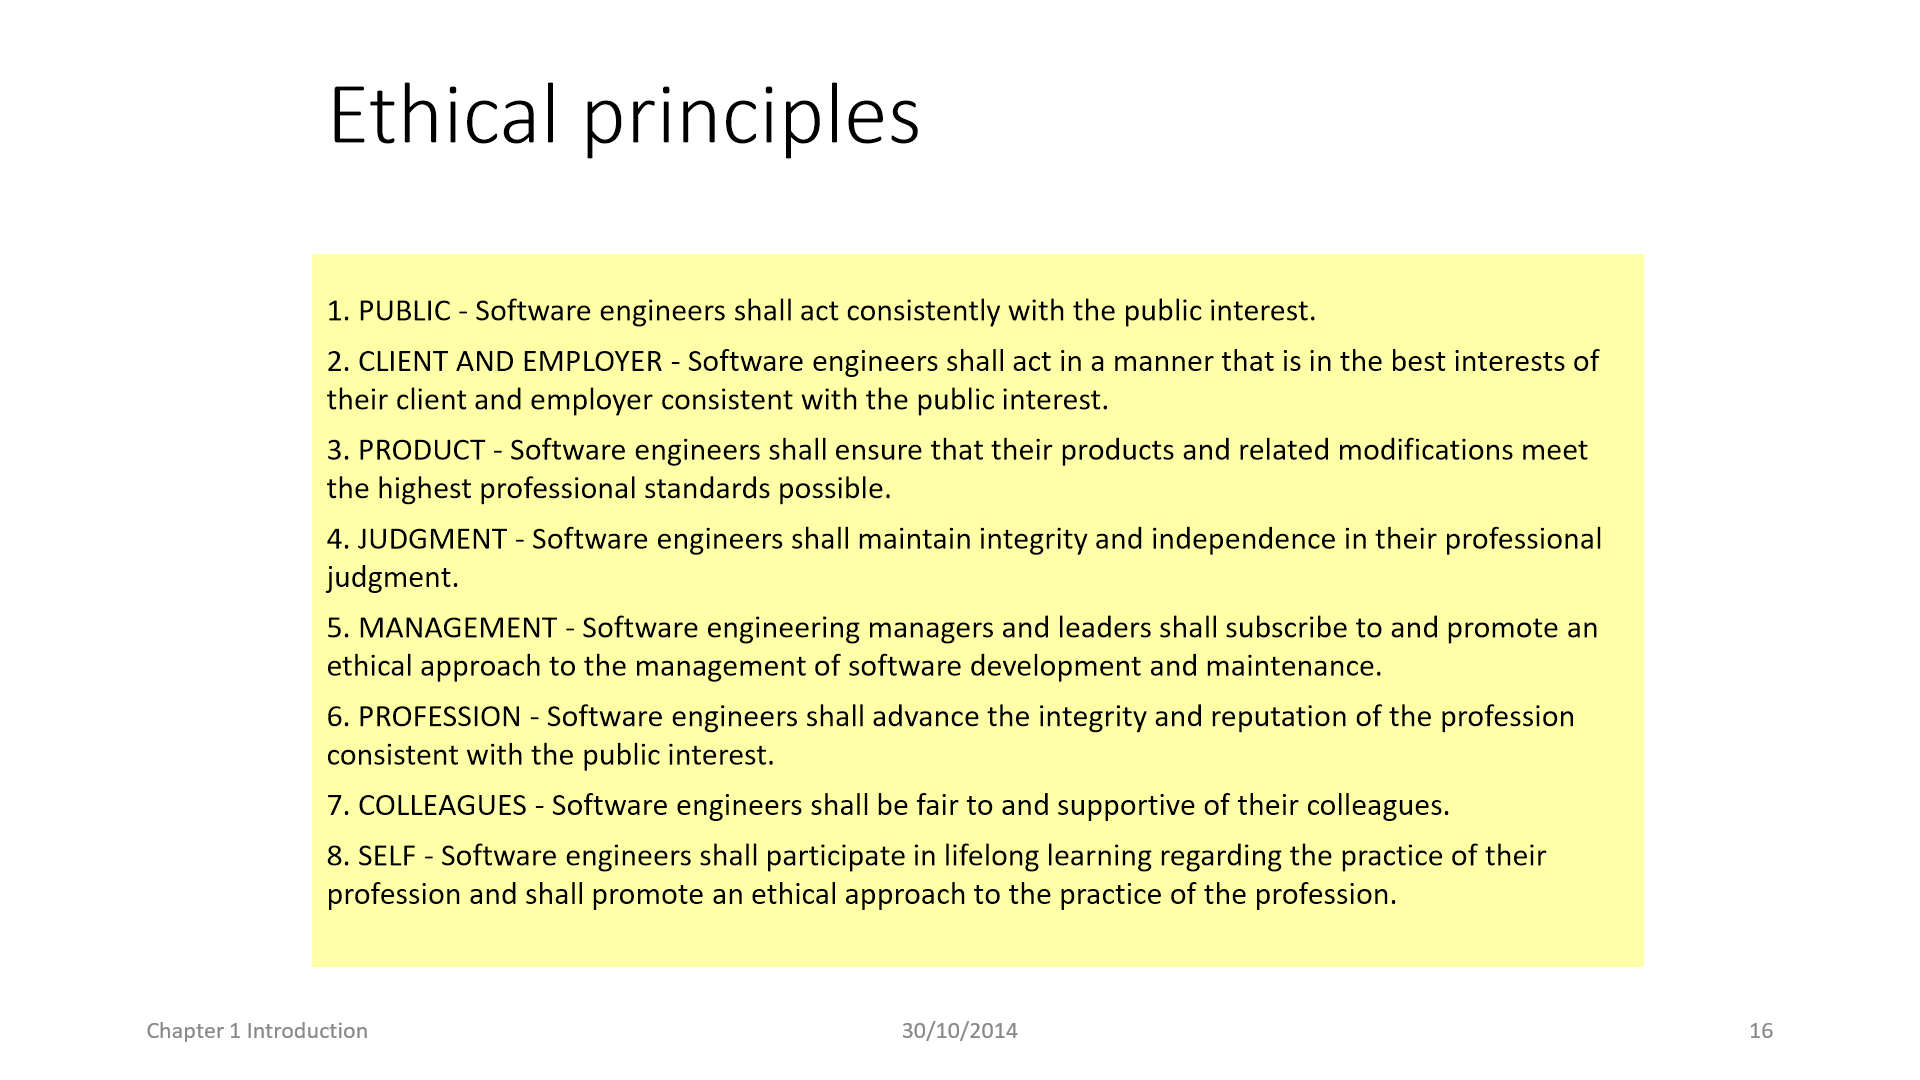 Ethical principles
1. PUBLIC - Software engineers shall act consistently with the public interest.
2. CLIENT AND EMPLOYER - Software engineers shall act in a manner that is in the best interests of
their client and employer consistent with the public interest.
3. PRODUCT - Software engineers shall ensure that their products and related modifications meet
the highest professional standards possible.
4. JUDGMENT - Software engineers shall maintain integrity and independence in their professional
judgment.
5. MANAGEMENT - Software engineering managers and leaders shall subscribe to and promote an
ethical approach to the management of software development and maintenance.
6. PROFESSION - Software engineers shall advance the integrity and reputation of the profession
consistent with the public interest.
7. COLLEAGUES - Software engineers shall be fair to and supportive of their colleagues.
8. SELF - Software engineers shall participate in lifelong learning regarding the practice of their
profession and shall promote an ethical approach to the practice of the profession.
Chapter 1 Introduction
30/10/2014
16